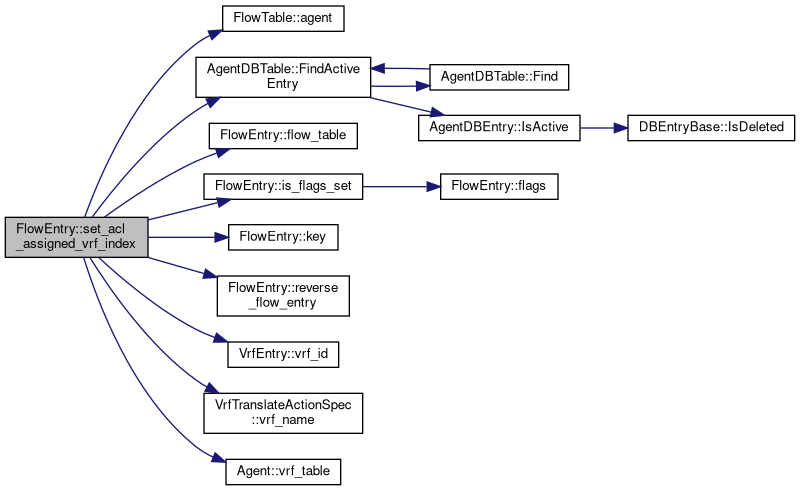 FlowTable::agent
AgentDBTable::FindActive
Entry
AgentDBTable::Find
AgentDBEntry::IsActive
DBEntryBase::IsDeleted
FlowEntry::flow_table
FlowEntry::is_flags_set
FlowEntry::flags
FlowEntry::set_acl
_assigned_vrf_index
FlowEntry::key
FlowEntry::reverse
_flow_entry
VrfEntry::vrf_id
VrfTranslateActionSpec
::vrf_name
Agent::vrf_table